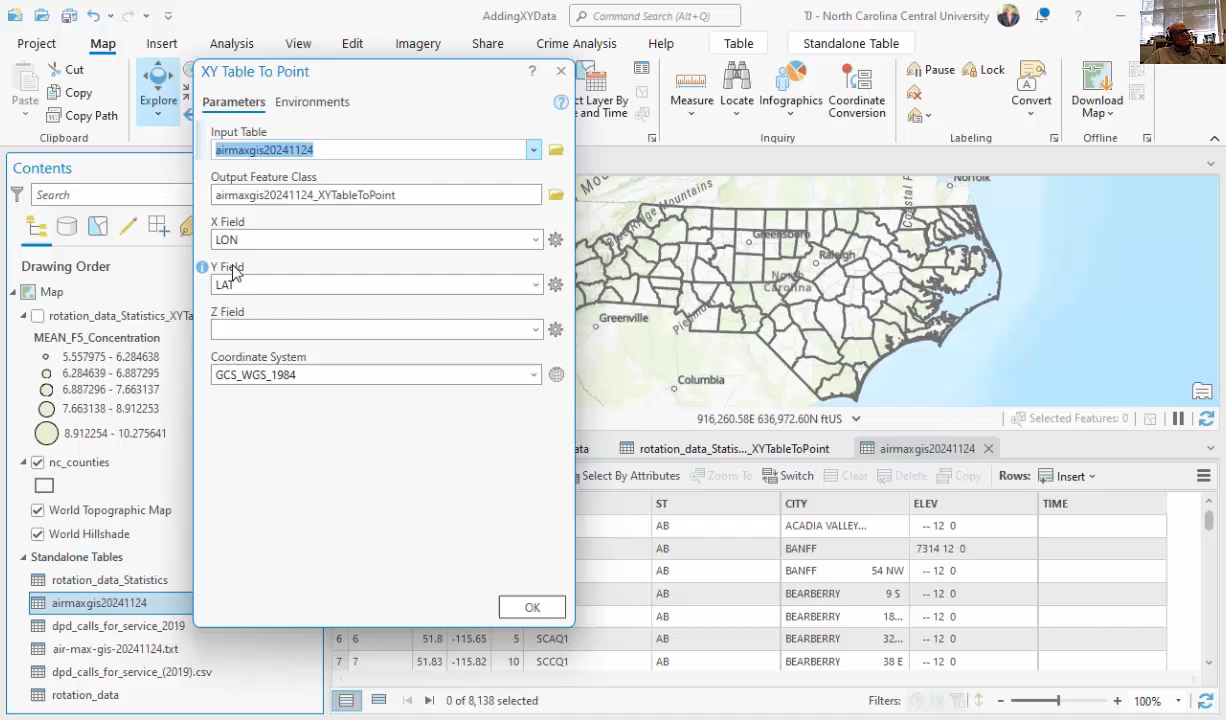 AddingXYData
Command Search (Alt+Q)
TJ - North Carolina Central University
?
Project
Map
Insert
Analysis
View
Edit
Imagery
Share
Crime Analysis
Help
Table
Standalone Table
Paste
Cut
Copy
Copy Path
Clipboard
Explore
Measure
Locate
Infographics
Coordinate
Conversion
Inquiry
Pause
Lock
Labeling
Convert
Download
Map
Offline
Select Layer By
and Time
XY Table To Point
?
Parameters
Environments
?
Input Table
airmaxgis20241124
Output Feature Class
airmaxgis20241124_XYTableToPoint
X Field
LON
Y Field
LAT
Z Field
Coordinate System
GCS_WGS_1984
OK
Contents
Search
Drawing Order
Map
rotation_data_Statistics_XYTa
MEAN_F5_Concentration
5.557975 - 6.284638
6.284639 - 6.887295
6.887296 - 7.663137
7.663138 - 8.912253
8.912254 - 10.275641
nc_counties
World Topographic Map
World Hillshade
Standalone Tables
rotation_data_Statistics
airmaxgis20241124
dpd_calls_for_service_2019
air-max-gis-20241124.txt
dpd_calls_for_service_(2019).csv
rotation_data
Norfolk
Mountains
Greensboro
Raleigh
North
Carolina
Greenville
Columbia
916,260.58E 636,972.60N ftUS
Selected Features: 0
rotation_data_Statis..._XYTableToPoint
airmaxgis20241124
Select By Attributes
Zoom To
Switch
Clear
Delete
Copy
Rows:
Insert
ST CITY ELEV TIME
AB ACADIA VALLEY... -- 12 0
AB BANFF 7314 12 0
AB BANFF 54 NW -- 12 0
AB BEARBERRY 9 S -- 12 0
AB BEARBERRY 18... -- 12 0
6 6 51.8 -115.65 5 SCAQ1 AB BEARBERRY 32... -- 12 0
7 7 51.83 -115.82 10 SCCQ1 AB BEARBERRY 38 E -- 12 0
0 of 8,138 selected
Filters:
100%